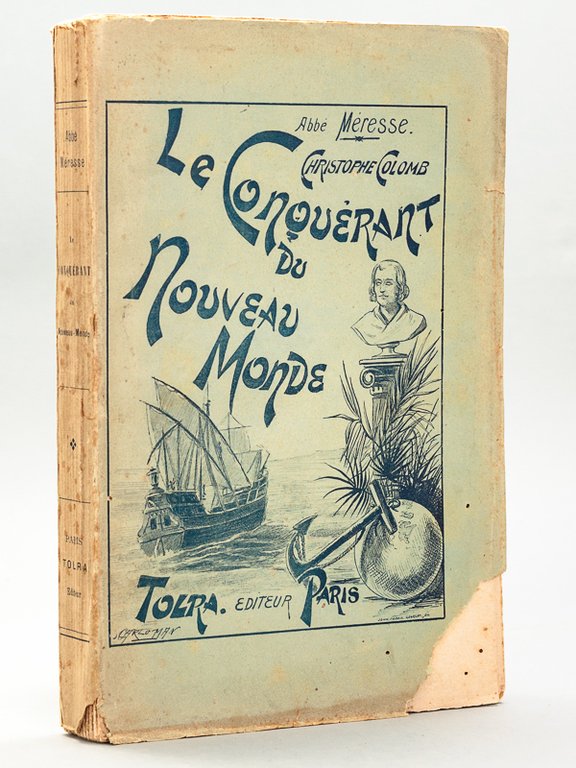 Abbé Méresse.
Christophe Colomb
Le Conquérant
du
Nouveau
Monde
Tolra. Editeur Paris
Abbé
Méresse
Le
CONQUÉRANT
du
Nouveau-Monde
PARIS
TOLRA
Editeur